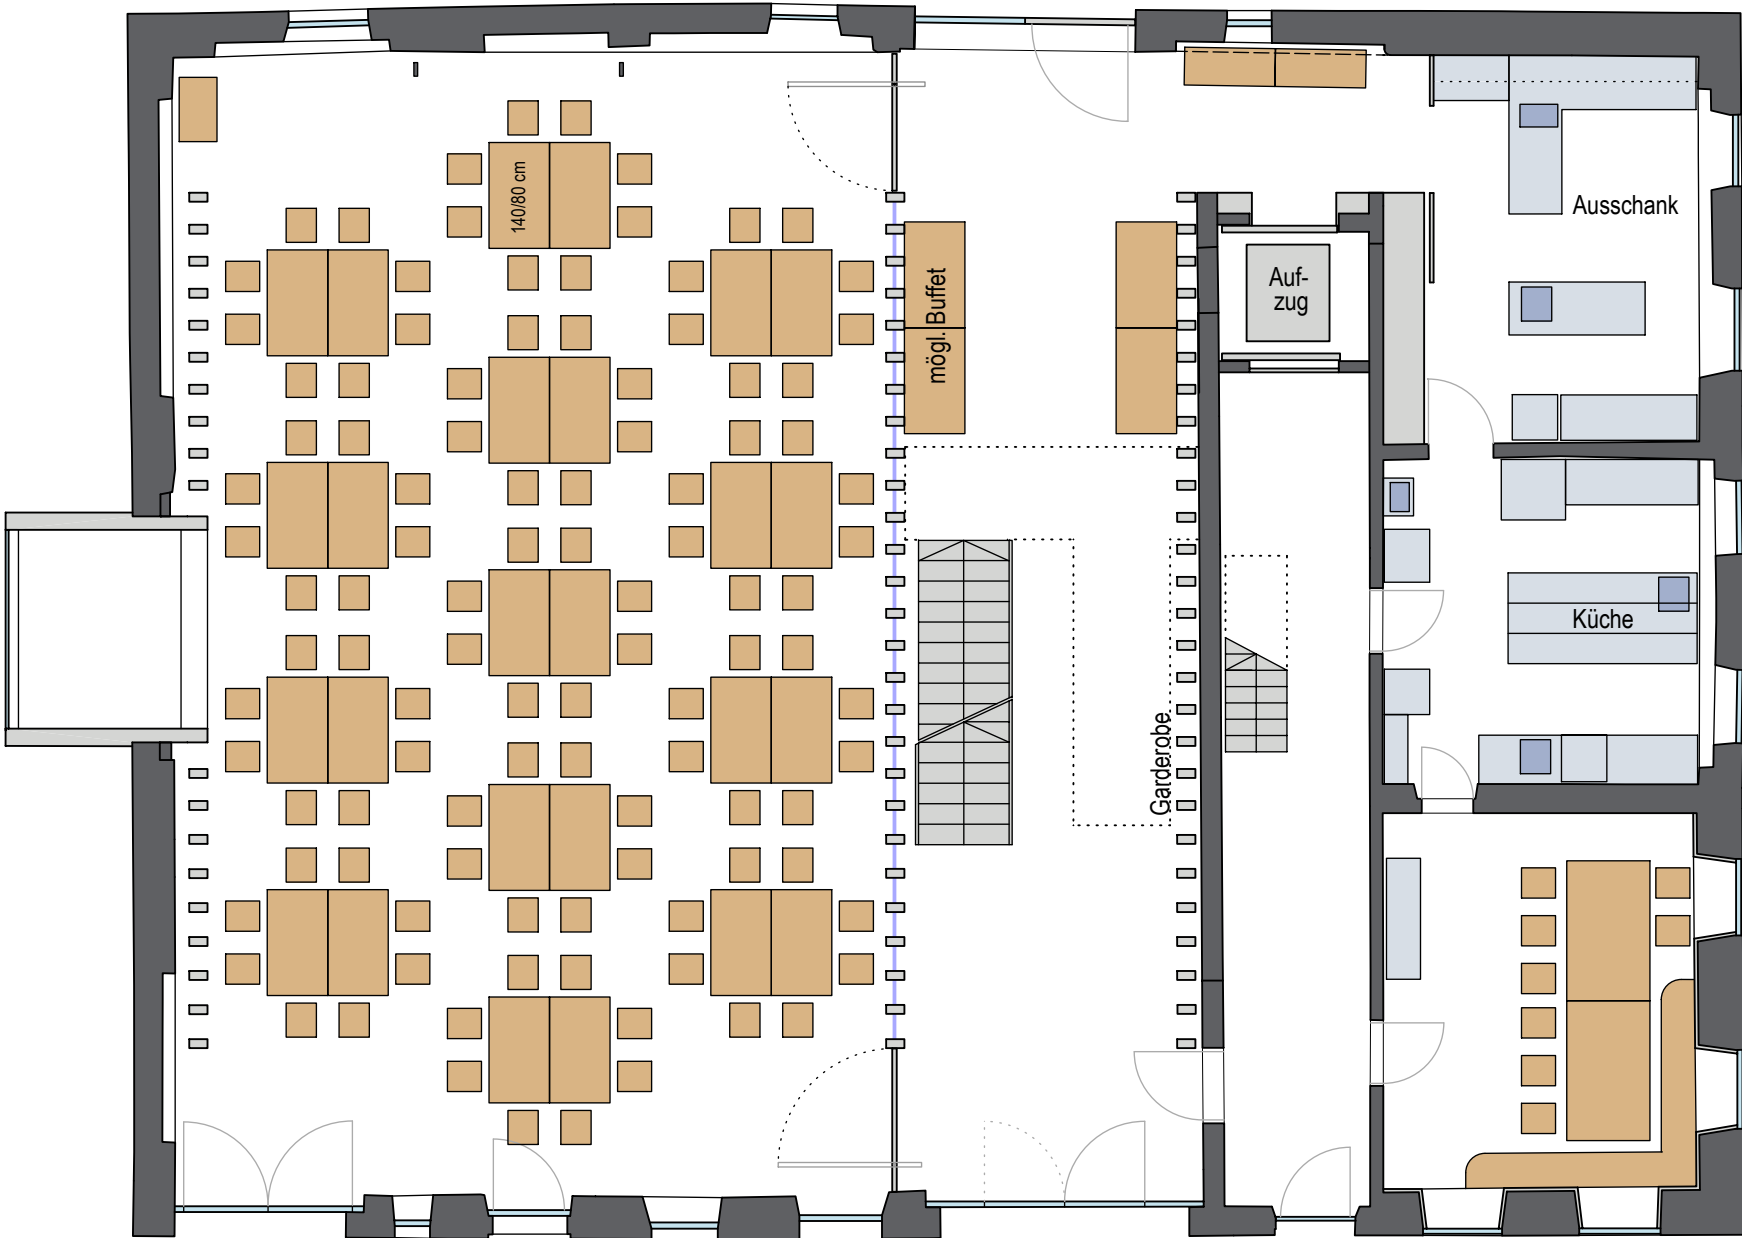 140/80 cm
Ausschank
mögl. Buffet
Auf-
zug
Küche
Garderobe